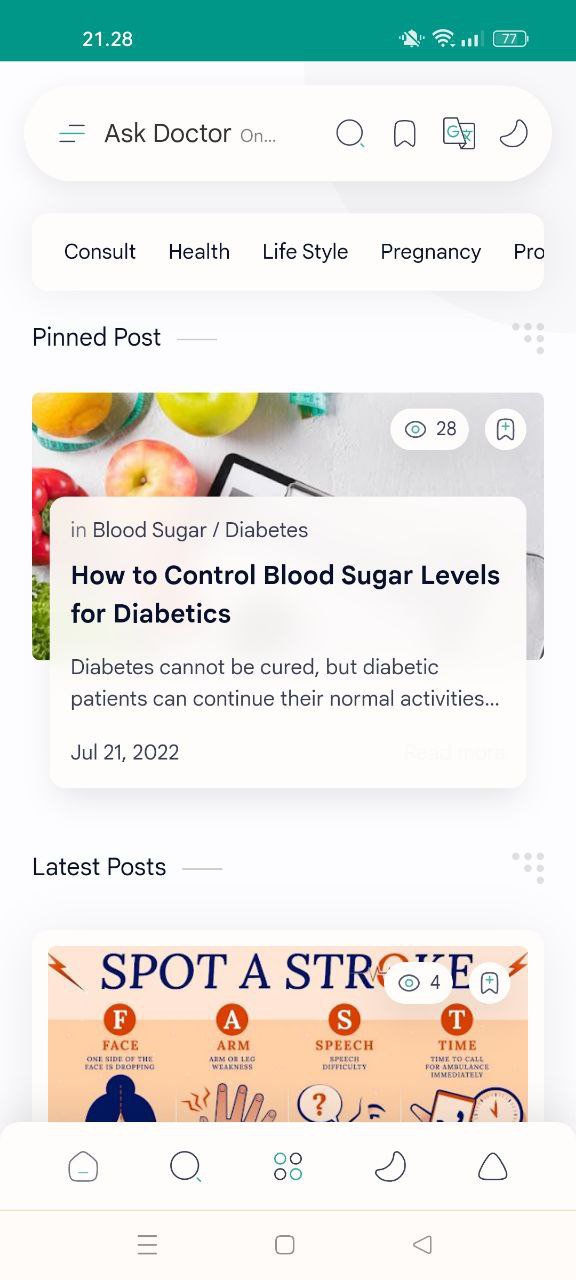 21.28
77
Ask Doctor On...
Consult Health Life Style Pregnancy Pro
Pinned Post
28
in Blood Sugar / Diabetes
How to Control Blood Sugar Levels
for Diabetics
Diabetes cannot be cured, but diabetic
patients can continue their normal activities...
Jul 21, 2022 Read more
Latest Posts
SPOT A STROKE
4
F A S T
FACE ARM SPEECH TIME
ONE SIDE OF THE
FACE IS DROPPING
ARM OR LEG
WEAKNESS
SPEECH
DIFFICULTY
TIME TO CALL
FOR AMBULANCE
IMMEDIATELY
?